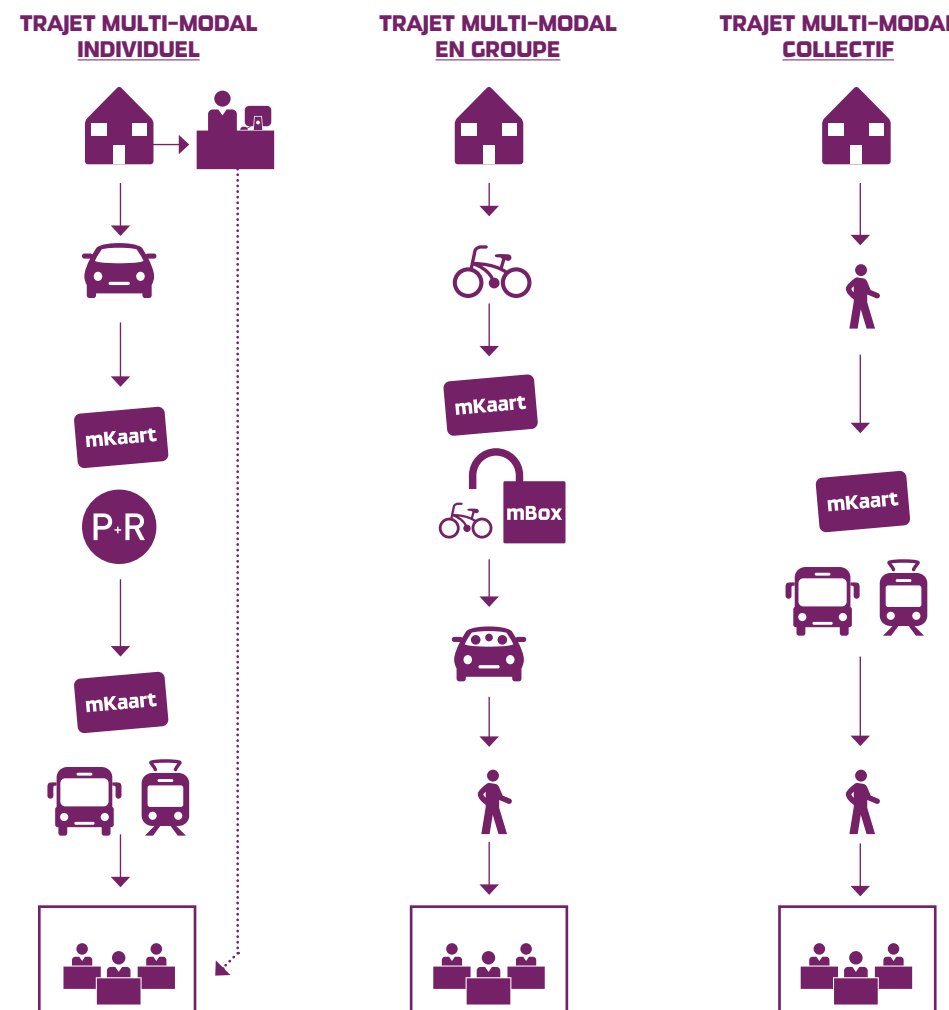 TRAJET MULTI-MODAL
INDIVIDUEL
mKaart
P+R
mKaart
TRAJET MULTI-MODAL
EN GROUPE
mKaart
mBox
TRAJET MULTI-MODAL
COLLECTIF
mKaart